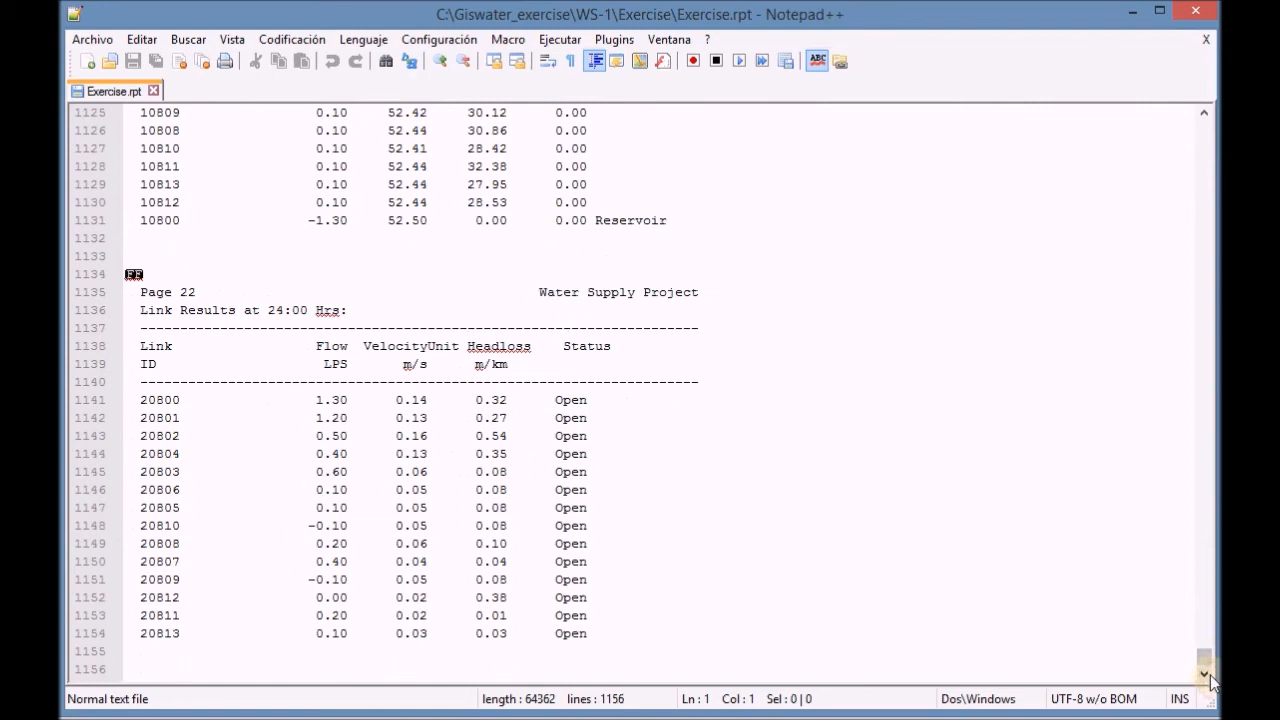 C:\Giswater_exercise\WS-1\Exercise\Exercise.rpt - Notepad++
Archivo Editar Buscar Vista Codificación Lenguaje Configuración Macro Ejecutar Plugins Ventana ? X
ABC
Exercise.rpt
1125 10809 0.10 52.42 30.12 0.00
1126 10808 0.10 52.44 30.86 0.00
1127 10810 0.10 52.41 28.42 0.00
1128 10811 0.10 52.44 32.38 0.00
1129 10813 0.10 52.44 27.95 0.00
1130 10812 0.10 52.44 28.53 0.00
1131 10800 -1.30 52.50 0.00 0.00 Reservoir
1132
1133
1134 FF
1135 Page 22 Water Supply Project
1136 Link Results at 24:00 Hrs:
1137 ----------------------------------------------------------------------
1138 Link Flow VelocityUnit Headloss Status
1139 ID LPS m/s m/km
1140 ----------------------------------------------------------------------
1141 20800 1.30 0.14 0.32 Open
1142 20801 1.20 0.13 0.27 Open
1143 20802 0.50 0.16 0.54 Open
1144 20804 0.40 0.13 0.35 Open
1145 20803 0.60 0.06 0.08 Open
1146 20806 0.10 0.05 0.08 Open
1147 20805 0.10 0.05 0.08 Open
1148 20810 -0.10 0.05 0.08 Open
1149 20808 0.20 0.06 0.10 Open
1150 20807 0.40 0.04 0.04 Open
1151 20809 -0.10 0.05 0.08 Open
1152 20812 0.00 0.02 0.38 Open
1153 20811 0.20 0.02 0.01 Open
1154 20813 0.10 0.03 0.03 Open
1155
1156
Normal text file length : 64362 lines : 1156 Ln : 1 Col : 1 Sel : 0 | 0 Dos\Windows UTF-8 w/o BOM INS